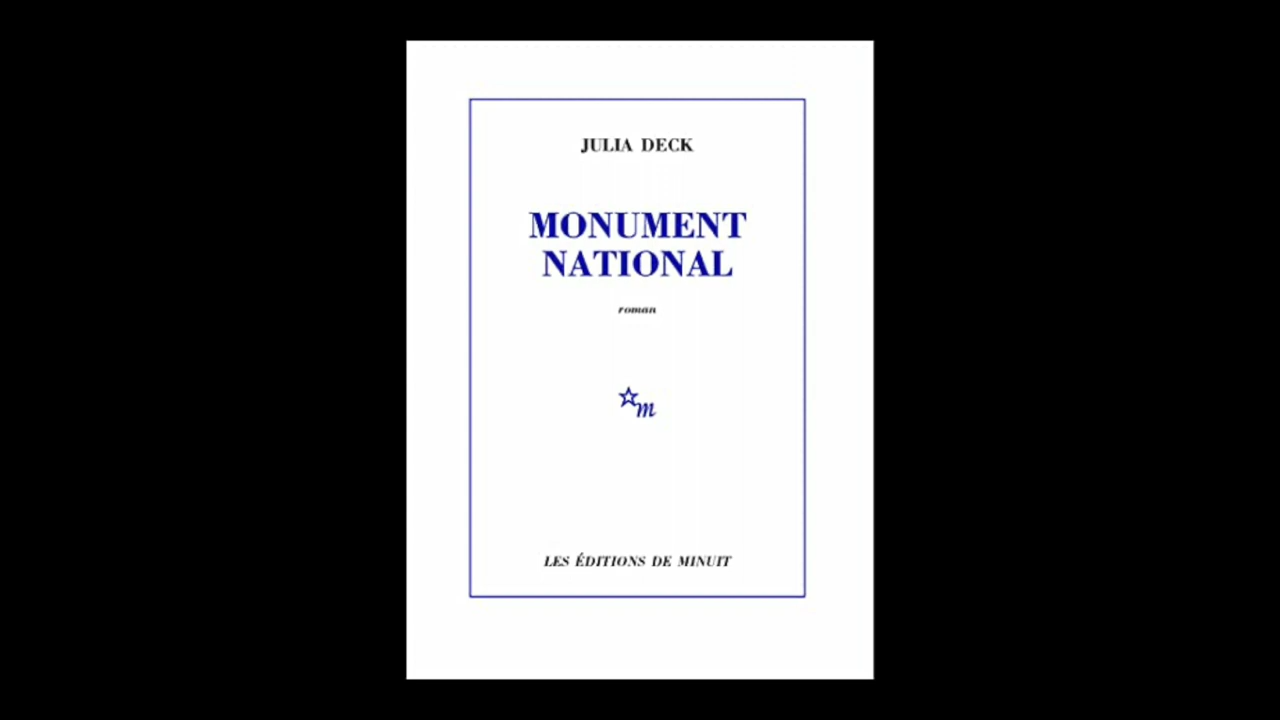 JULIA DECK
MONUMENT
NATIONAL
roman
m
LES ÉDITIONS DE MINUIT